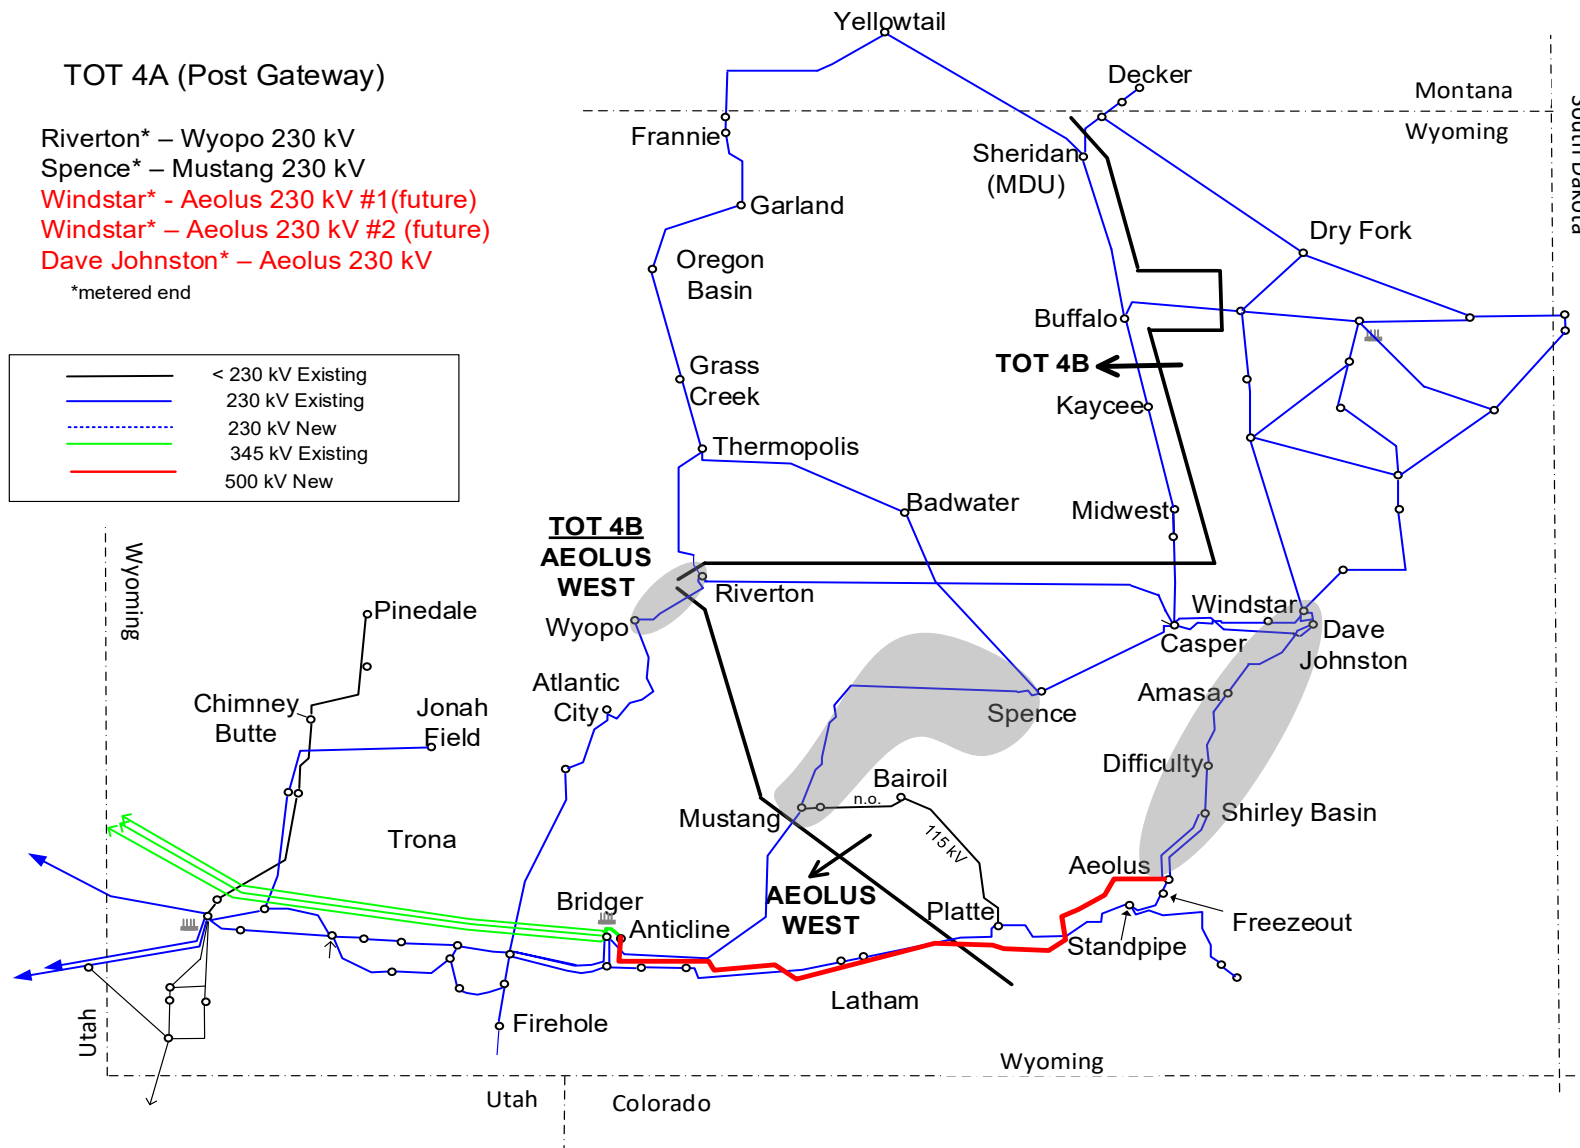 Yellowtail
TOT 4A (Post Gateway)
Decker
Montana
South Dakota
Riverton* – Wyopo 230 kV
Spence* – Mustang 230 kV
Windstar* - Aeolus 230 kV #1(future)
Windstar* – Aeolus 230 kV #2 (future)
Dave Johnston* – Aeolus 230 kV
*metered end
Frannie
Wyoming
Sheridan
(MDU)
Garland
Dry Fork
Oregon
Basin
Buffalo
TOT 4B
< 230 kV Existing
230 kV Existing
230 kV New
345 kV Existing
500 kV New
Grass
Creek
Kaycee
Thermopolis
Badwater
Midwest
TOT 4B
AEOLUS
WEST
Wyoming
Riverton
Pinedale
Wyopo
Windstar
Casper
Dave
Johnston
Atlantic
City
Chimney
Butte
Jonah
Field
Spence
Amasa
Difficulty
Bairoil
n.o.
Mustang
115 kV
Shirley Basin
Trona
Aeolus
AEOLUS
WEST
Bridger
Anticline
Platte
Freezeout
Standpipe
Latham
Firehole
Utah
Wyoming
Utah
Colorado